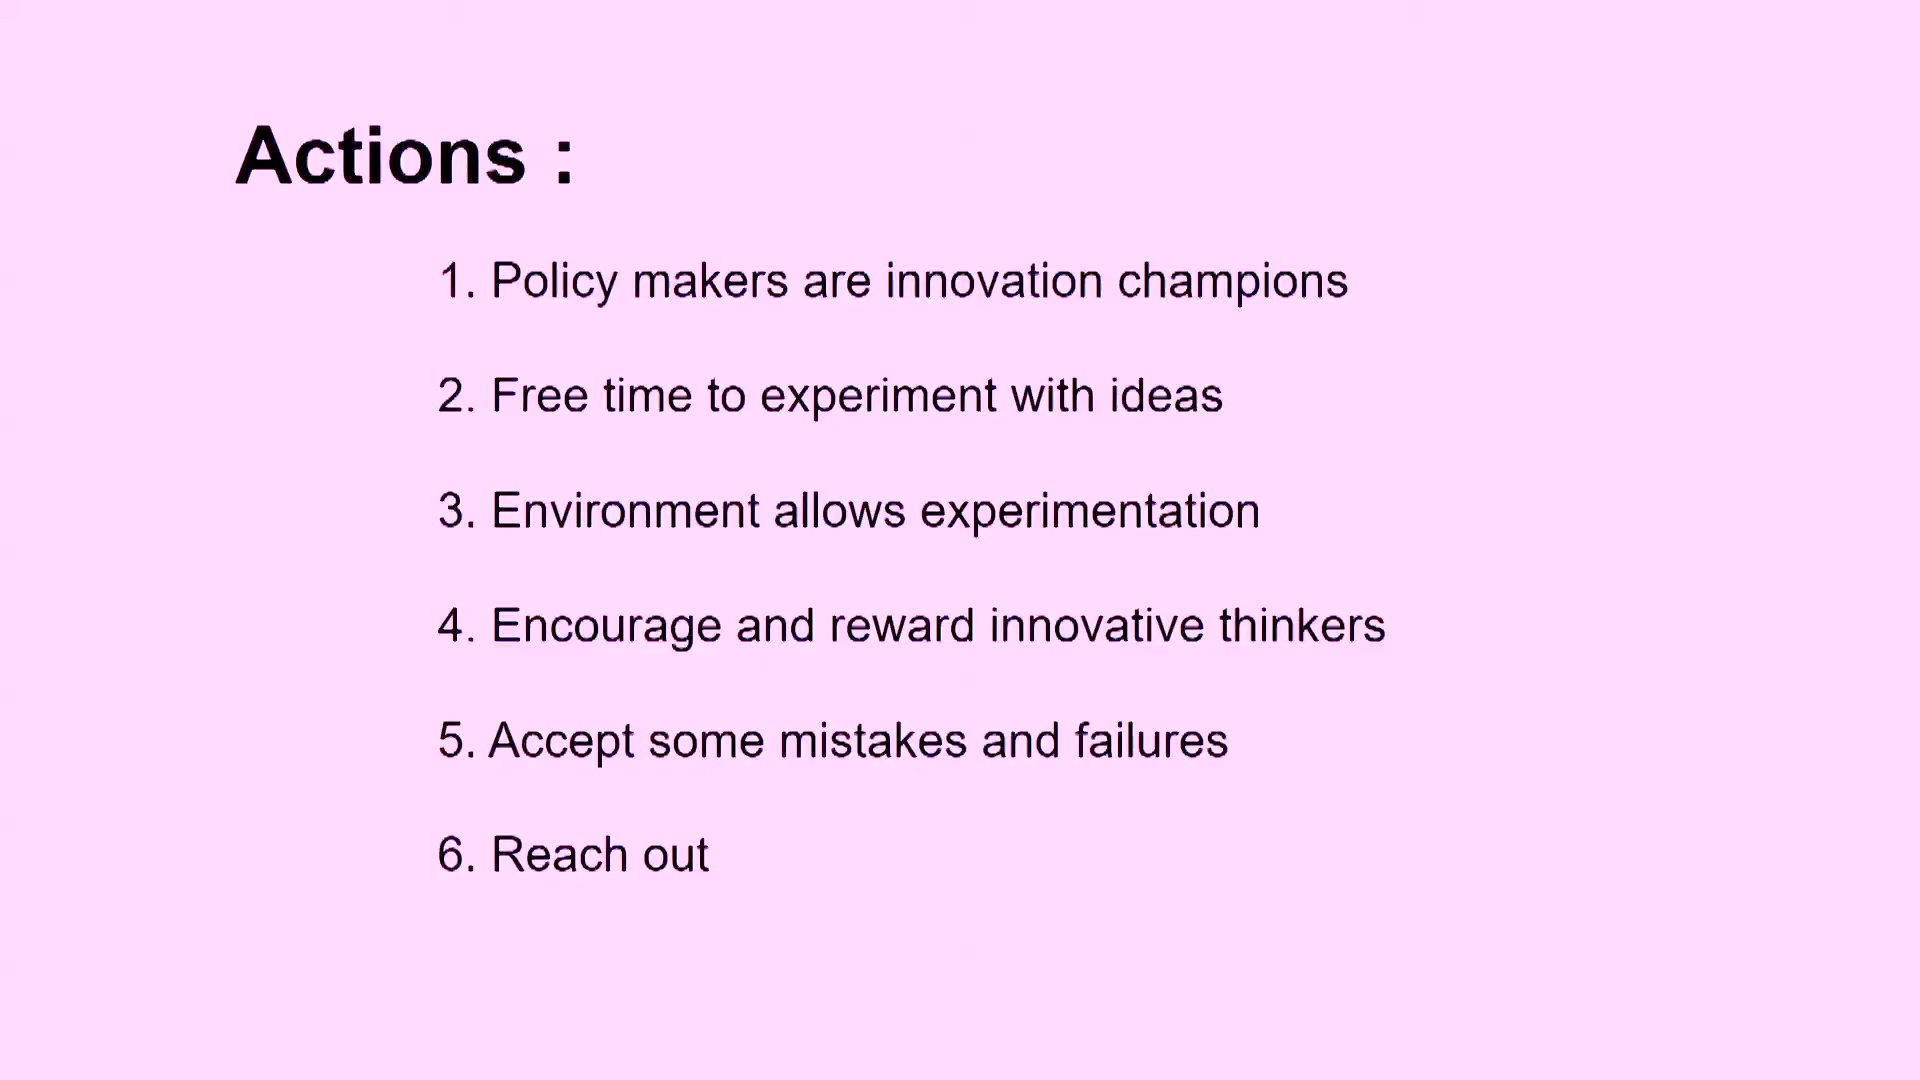 Actions :
1. Policy makers are innovation champions
2. Free time to experiment with ideas
3. Environment allows experimentation
4. Encourage and reward innovative thinkers
5. Accept some mistakes and failures
6. Reach out